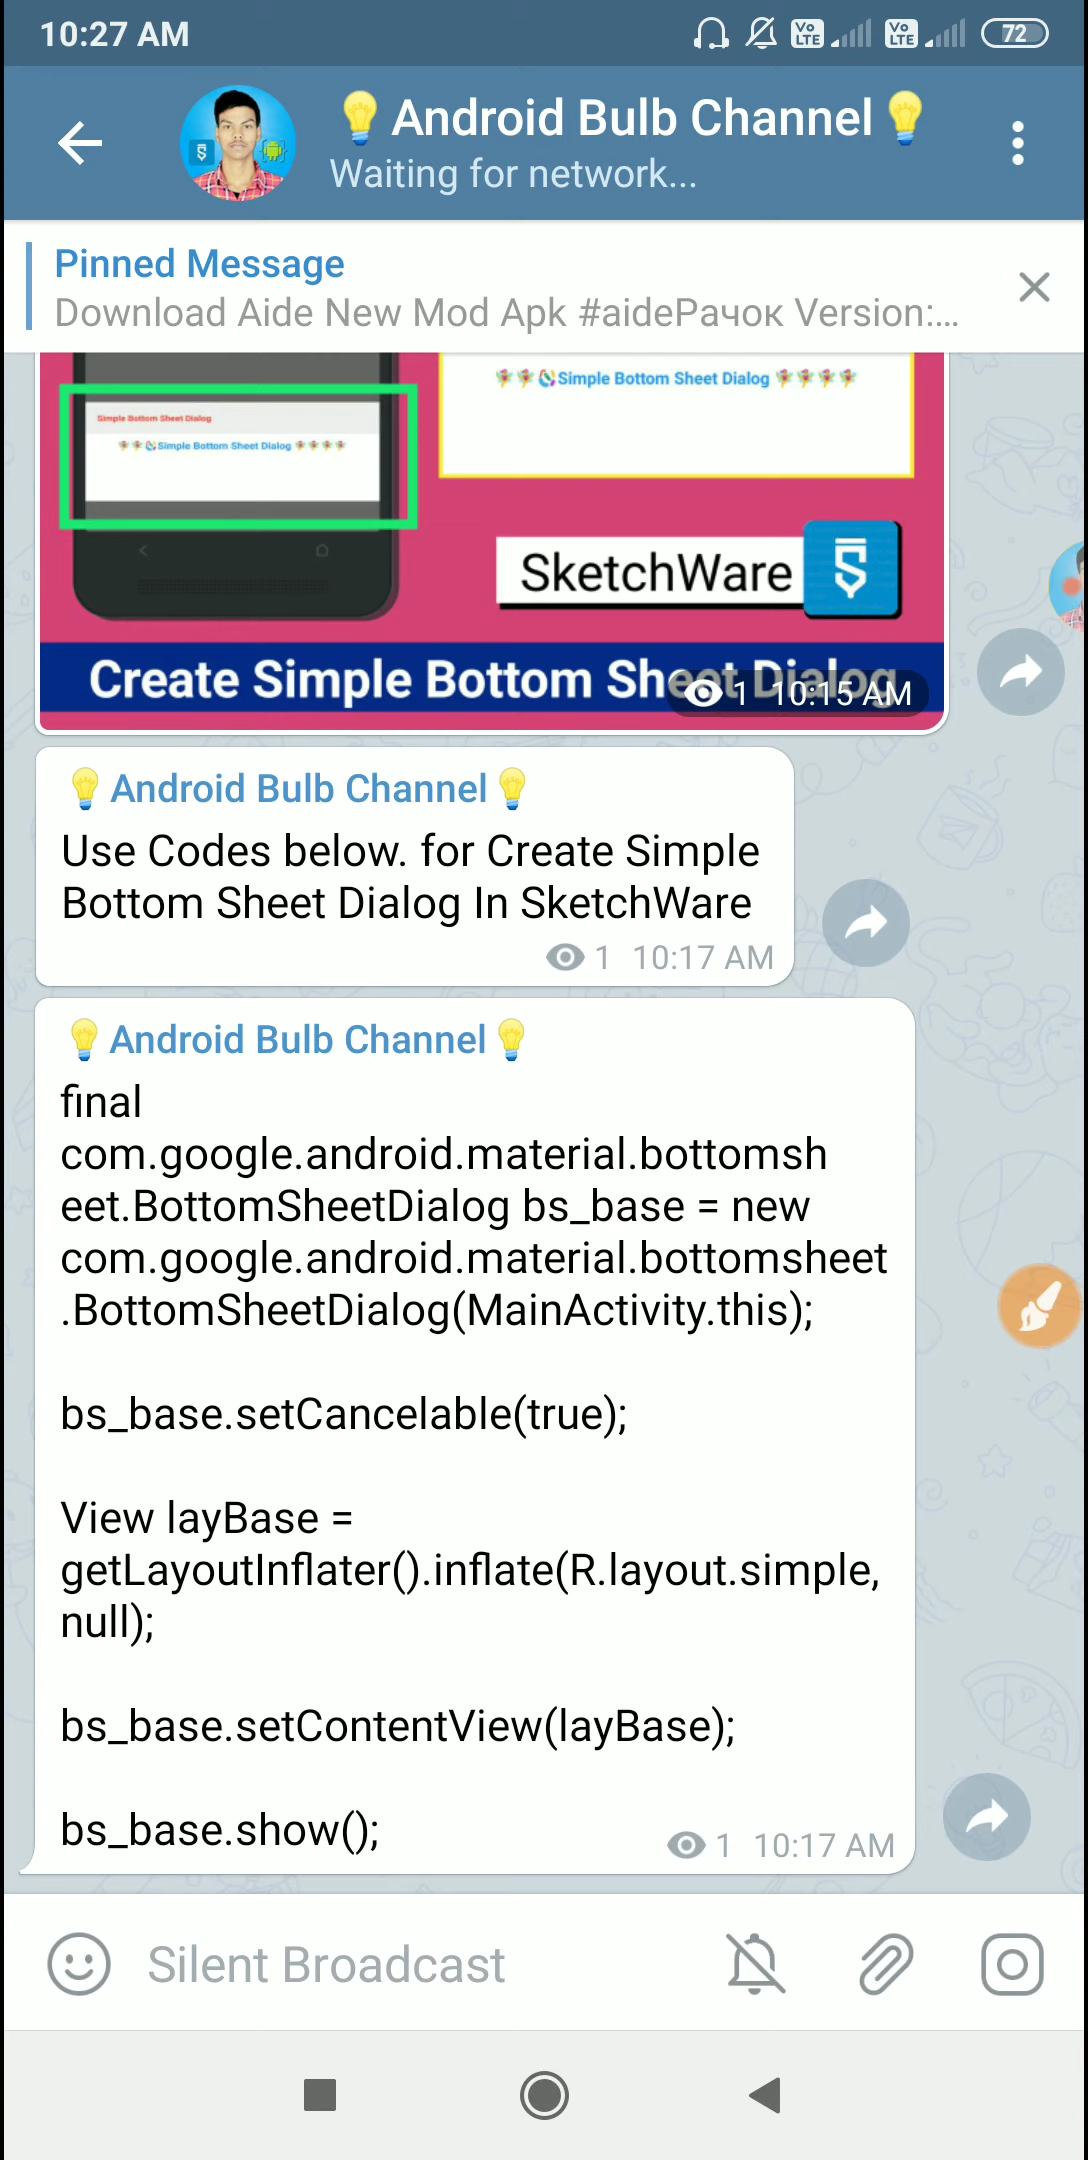 10:27 AM
Vo LTE
Vo LTE
72
💡Android Bulb Channel💡
Waiting for network...
Pinned Message
Download Aide New Mod Apk #aideРачок Version:...
Simple Bottom Sheet Dialog
Simple Bottom Sheet Dialog
Simple Bottom Sheet Dialog
SketchWare
Create Simple Bottom Sheet Dialog
1 10:15 AM
💡Android Bulb Channel💡
Use Codes below. for Create Simple
Bottom Sheet Dialog In SketchWare
1 10:17 AM
💡Android Bulb Channel💡
final
com.google.android.material.bottomsh
eet.BottomSheetDialog bs_base = new
com.google.android.material.bottomsheet
.BottomSheetDialog(MainActivity.this);
bs_base.setCancelable(true);
View layBase =
getLayoutInflater().inflate(R.layout.simple,
null);
bs_base.setContentView(layBase);
bs_base.show();
1 10:17 AM
Silent Broadcast